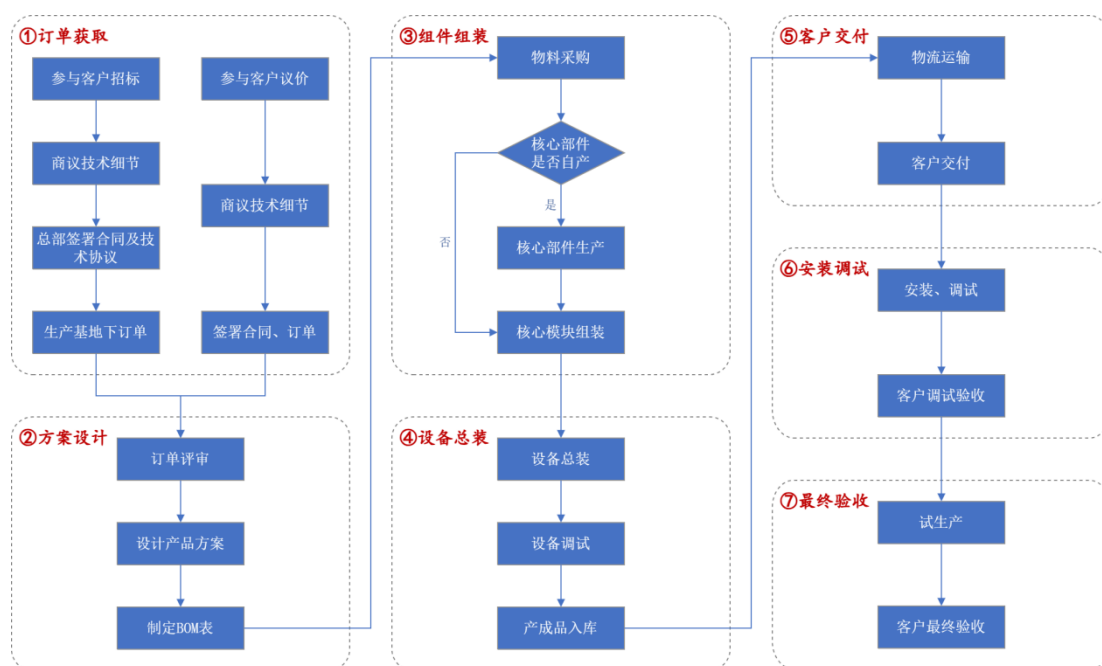 ①订单获取
参与客户招标
商议技术细节
总部签署合同及技
术协议
生产基地下订单
参与客户议价
商议技术细节
签署合同、订单
②方案设计
订单评审
设计产品方案
制定BOM表
③组件组装
物料采购
核心部件
是否自产
是
否
核心部件生产
核心模块组装
④设备总装
设备总装
设备调试
产成品入库
⑤客户交付
物流运输
客户交付
⑥安装调试
安装、调试
客户调试验收
⑦最终验收
试生产
客户最终验收